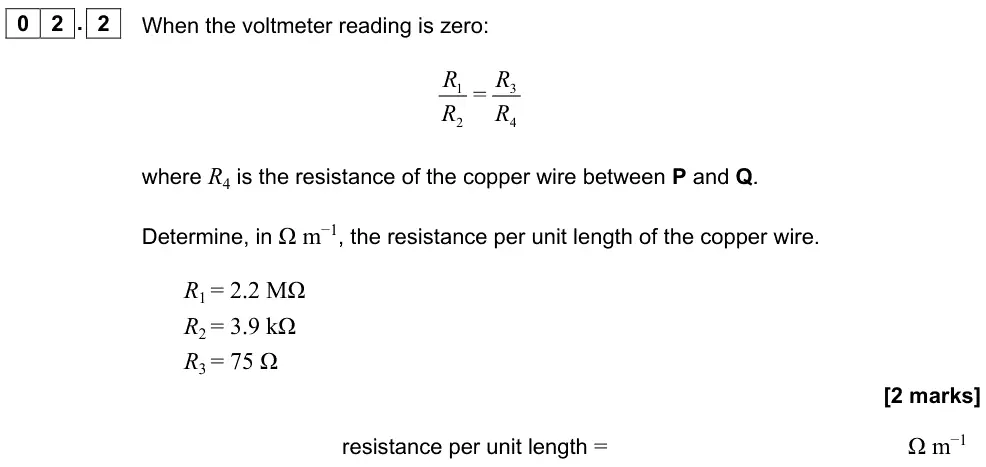 0 2 . 2 When the voltmeter reading is zero:
R₁/R₂ = R₃/R₄
where R₄ is the resistance of the copper wire between P and Q.
Determine, in Ω m⁻¹, the resistance per unit length of the copper wire.
R₁ = 2.2 MΩ
R₂ = 3.9 kΩ
R₃ = 75 Ω
[2 marks]
resistance per unit length = Ω m⁻¹